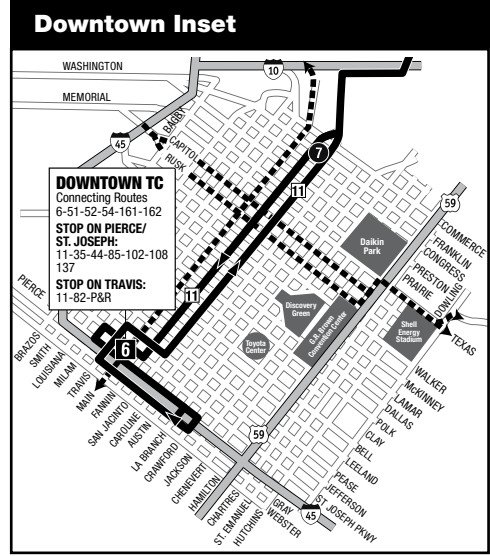 Downtown Inset
WASHINGTON
10
MEMORIAL
BAGBY
45
CAPITOL
RUSK
7
11
59
DOWNTOWN TC
Connecting Routes
6-51-52-54-161-162
STOP ON PIERCE/
ST. JOSEPH:
11-35-44-85-102-108
137
STOP ON TRAVIS:
11-82-P&R
Daikin
Park
COMMERCE
FRANKLIN
CONGRESS
PRESTON
PRAIRIE
DOWLING
TEXAS
11
Discovery
Green
G.R. Brown
Convention Center
Shell
Energy
Stadium
Toyota
Center
6
PIERCE
BRAZOS
SMITH
LOUISIANA
MILAM
TRAVIS
MAIN
FANNIN
SAN JACINTO
CAROLINE
AUSTIN
LA BRANCH
CRAWFORD
JACKSON
CHENEVERT
HAMILTON
CHARTRES
ST. EMANUEL
HUTCHINS
59
WALKER
McKINNEY
LAMAR
DALLAS
POLK
CLAY
BELL
LEELAND
PEASE
JEFFERSON
ST JOSEPH PKWY
GRAY
WEBSTER
45